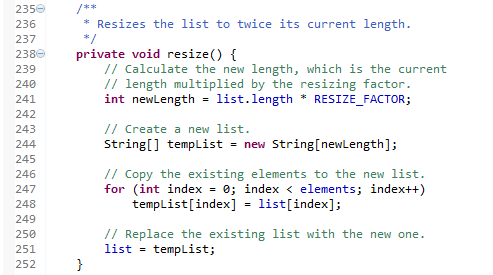 235 /**
236 * Resizes the list to twice its current length.
237 */
238 private void resize() {
239 // Calculate the new length, which is the current
240 // length multiplied by the resizing factor.
241 int newLength = list.length * RESIZE_FACTOR;
242
243 // Create a new list.
244 String[] tempList = new String[newLength];
245
246 // Copy the existing elements to the new list.
247 for (int index = 0; index < elements; index++)
248 tempList[index] = list[index];
249
250 // Replace the existing list with the new one.
251 list = tempList;
252 }